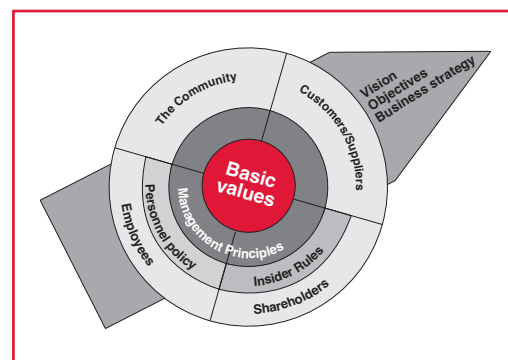 Vision
Objectives
Business strategy
The Community
Customers/Suppliers
Basic
values
Management Principles
Personnel policy
Employees
Insider Rules
Shareholders